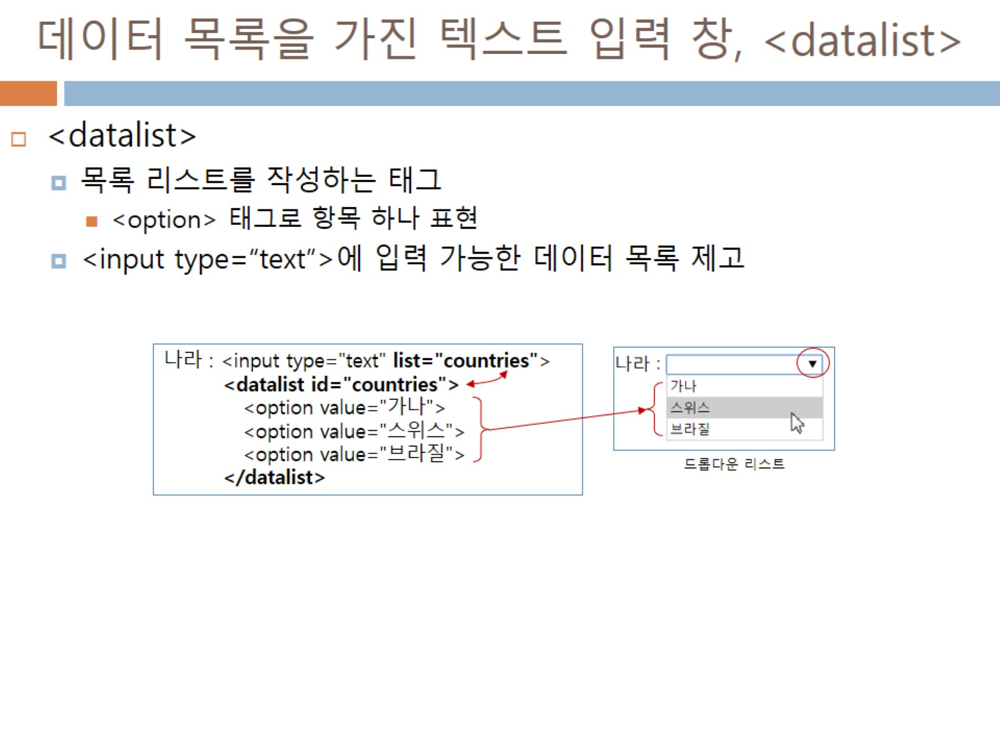 데이터 목록을 가진 텍스트 입력 창, <datalist>
<datalist>
목록 리스트를 작성하는 태그
<option> 태그로 항목 하나 표현
<input type=“text”>에 입력 가능한 데이터 목록 제고
나라 : <input type="text" list="countries">
<datalist id="countries">
<option value="가나">
<option value="스위스">
<option value="브라질">
</datalist>
나라 : ▼
가나
스위스
브라질
드롭다운 리스트